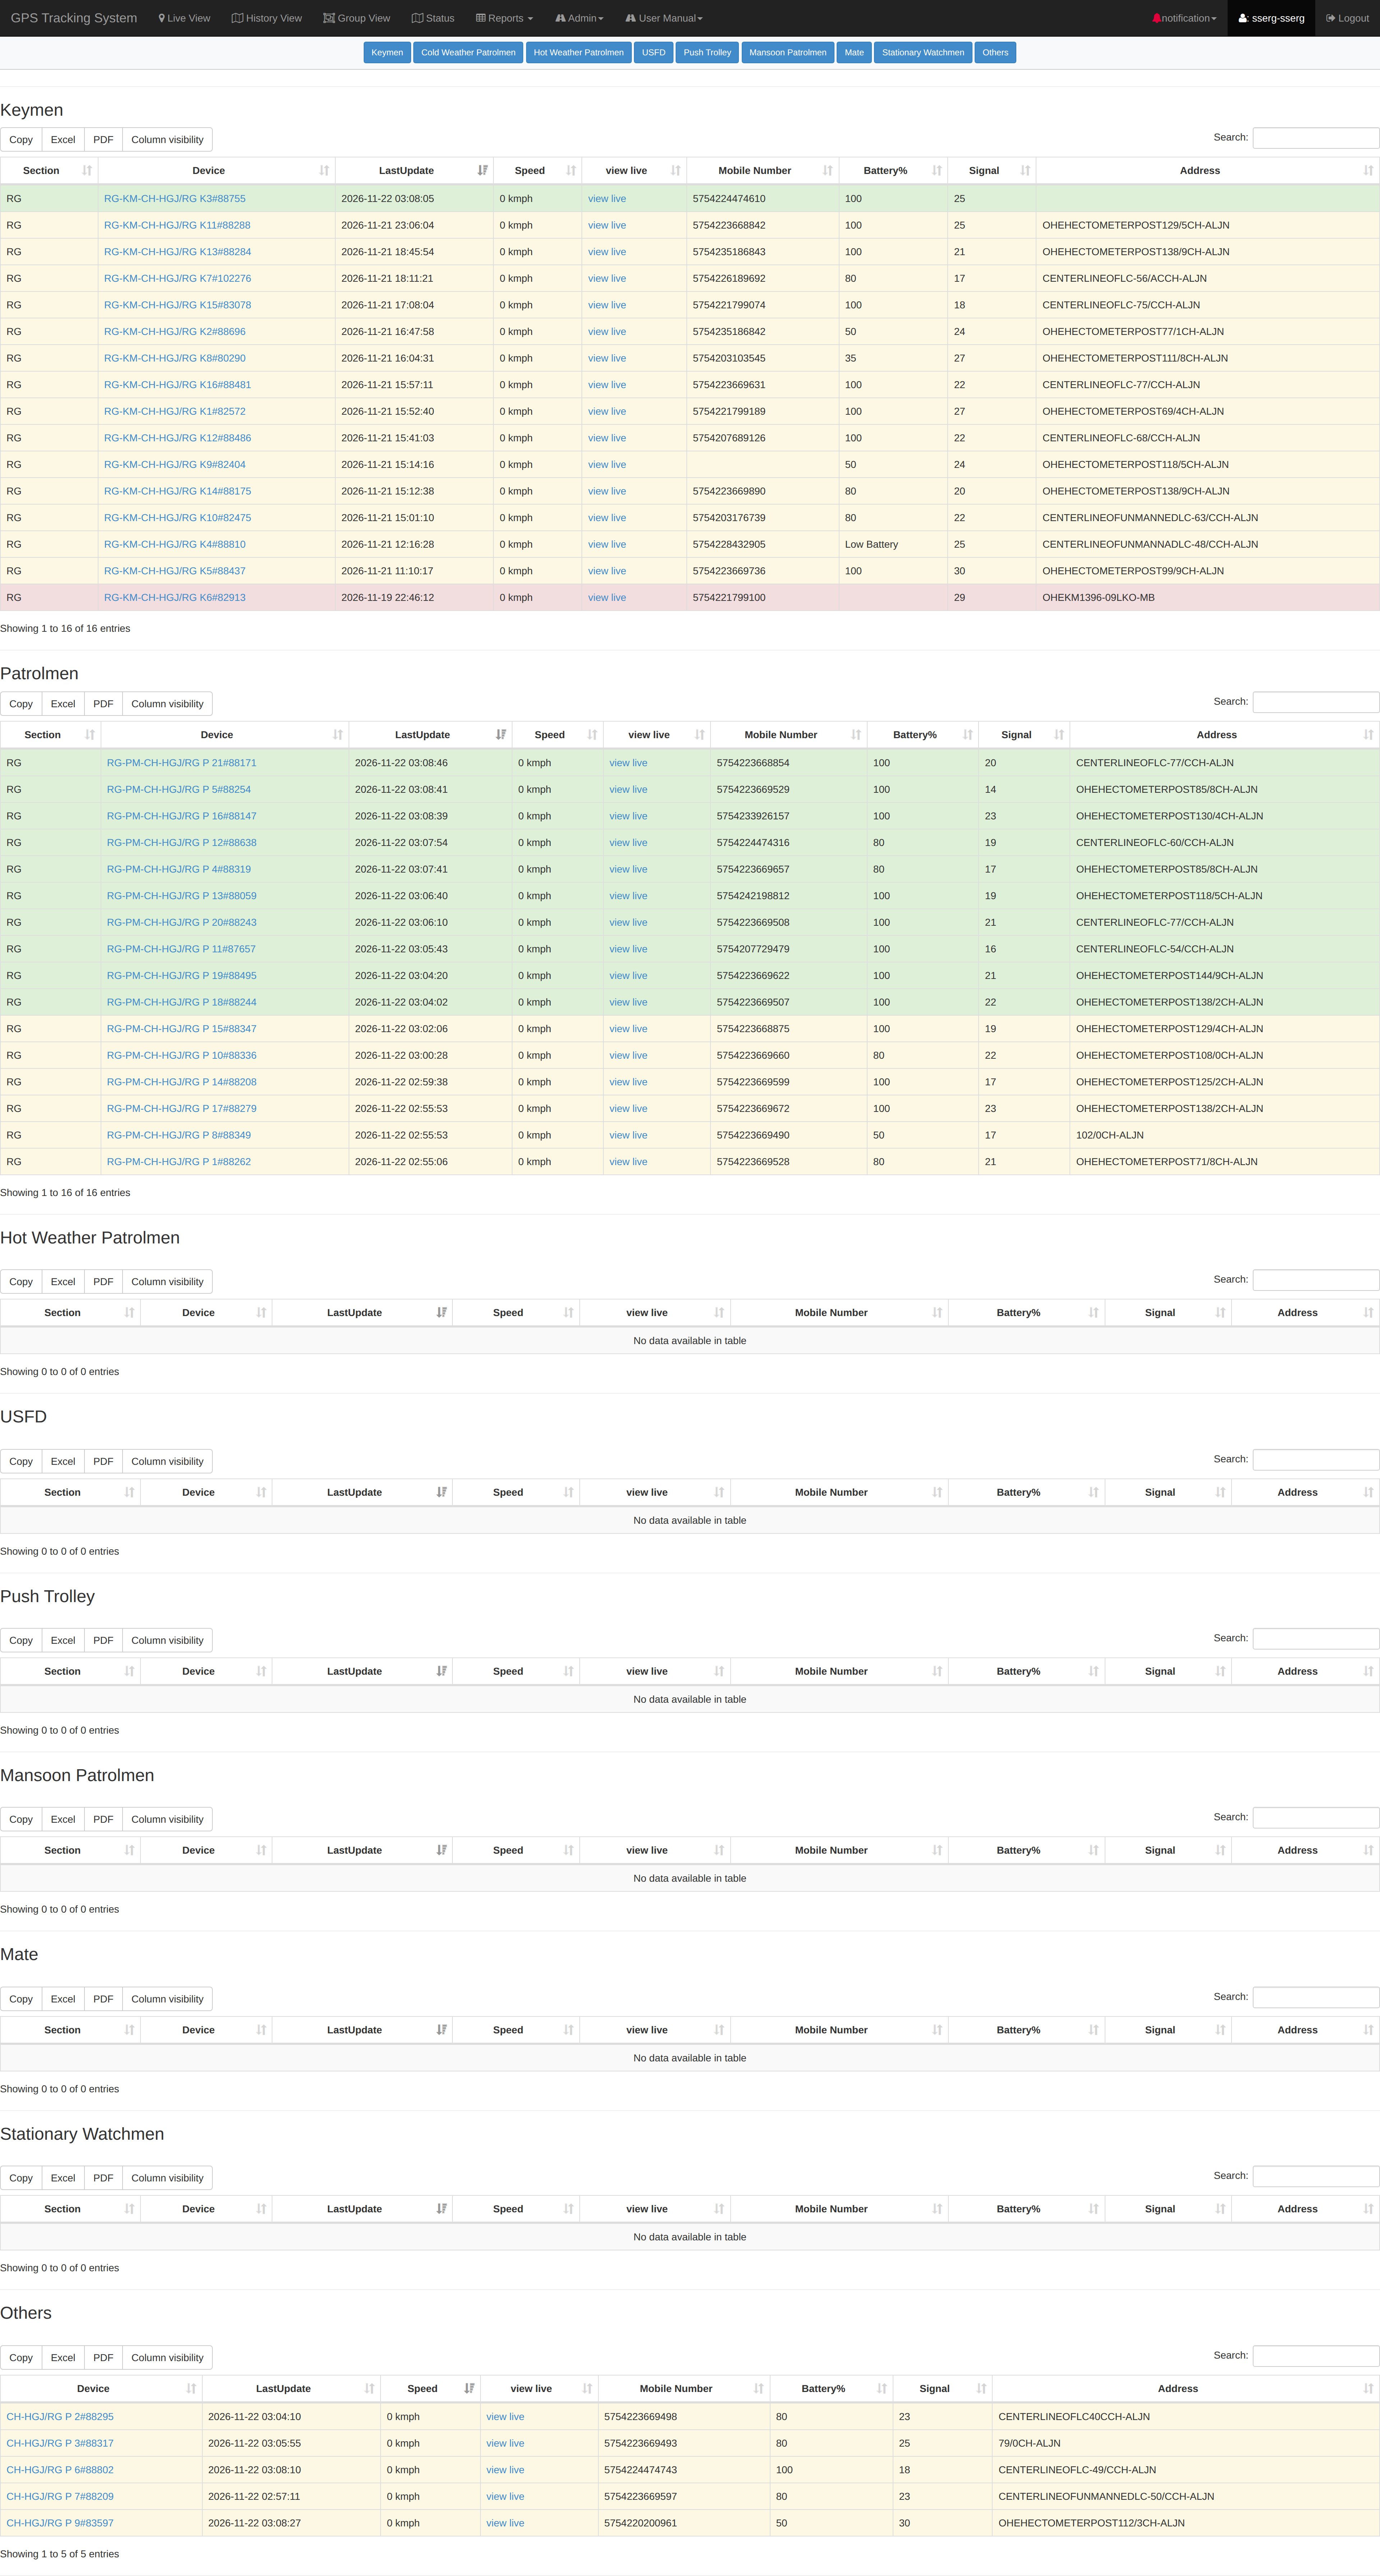 GPS Tracking System Live View History View Group View Status Reports Admin User Manual notification : sserg-sserg Logout
Keymen Cold Weather Patrolmen Hot Weather Patrolmen USFD Push Trolley Mansoon Patrolmen Mate Stationary Watchmen Others
Keymen
Copy Excel PDF Column visibility Search:
Section Device LastUpdate Speed view live Mobile Number Battery% Signal Address
RG RG-KM-CH-HGJ/RG K3#88755 2026-11-22 03:08:05 0 kmph view live 5754224474610 100 25
RG RG-KM-CH-HGJ/RG K11#88288 2026-11-21 23:06:04 0 kmph view live 5754223668842 100 25 OHEHECTOMETERPOST129/5CH-ALJN
RG RG-KM-CH-HGJ/RG K13#88284 2026-11-21 18:45:54 0 kmph view live 5754235186843 100 21 OHEHECTOMETERPOST138/9CH-ALJN
RG RG-KM-CH-HGJ/RG K7#102276 2026-11-21 18:11:21 0 kmph view live 5754226189692 80 17 CENTERLINEOFLC-56/ACCH-ALJN
RG RG-KM-CH-HGJ/RG K15#83078 2026-11-21 17:08:04 0 kmph view live 5754221799074 100 18 CENTERLINEOFLC-75/CCH-ALJN
RG RG-KM-CH-HGJ/RG K2#88696 2026-11-21 16:47:58 0 kmph view live 5754235186842 50 24 OHEHECTOMETERPOST77/1CH-ALJN
RG RG-KM-CH-HGJ/RG K8#80290 2026-11-21 16:04:31 0 kmph view live 5754203103545 35 27 OHEHECTOMETERPOST111/8CH-ALJN
RG RG-KM-CH-HGJ/RG K16#88481 2026-11-21 15:57:11 0 kmph view live 5754223669631 100 22 CENTERLINEOFLC-77/CCH-ALJN
RG RG-KM-CH-HGJ/RG K1#82572 2026-11-21 15:52:40 0 kmph view live 5754221799189 100 27 OHEHECTOMETERPOST69/4CH-ALJN
RG RG-KM-CH-HGJ/RG K12#88486 2026-11-21 15:41:03 0 kmph view live 5754207689126 100 22 CENTERLINEOFLC-68/CCH-ALJN
RG RG-KM-CH-HGJ/RG K9#82404 2026-11-21 15:14:16 0 kmph view live 50 24 OHEHECTOMETERPOST118/5CH-ALJN
RG RG-KM-CH-HGJ/RG K14#88175 2026-11-21 15:12:38 0 kmph view live 5754223669890 80 20 OHEHECTOMETERPOST138/9CH-ALJN
RG RG-KM-CH-HGJ/RG K10#82475 2026-11-21 15:01:10 0 kmph view live 5754203176739 80 22 CENTERLINEOFUNMANNEDLC-63/CCH-ALJN
RG RG-KM-CH-HGJ/RG K4#88810 2026-11-21 12:16:28 0 kmph view live 5754228432905 Low Battery 25 CENTERLINEOFUNMANNADLC-48/CCH-ALJN
RG RG-KM-CH-HGJ/RG K5#88437 2026-11-21 11:10:17 0 kmph view live 5754223669736 100 30 OHEHECTOMETERPOST99/9CH-ALJN
RG RG-KM-CH-HGJ/RG K6#82913 2026-11-19 22:46:12 0 kmph view live 5754221799100 29 OHEKM1396-09LKO-MB
Showing 1 to 16 of 16 entries
Patrolmen
Copy Excel PDF Column visibility Search:
Section Device LastUpdate Speed view live Mobile Number Battery% Signal Address
RG RG-PM-CH-HGJ/RG P 21#88171 2026-11-22 03:08:46 0 kmph view live 5754223668854 100 20 CENTERLINEOFLC-77/CCH-ALJN
RG RG-PM-CH-HGJ/RG P 5#88254 2026-11-22 03:08:41 0 kmph view live 5754223669529 100 14 OHEHECTOMETERPOST85/8CH-ALJN
RG RG-PM-CH-HGJ/RG P 16#88147 2026-11-22 03:08:39 0 kmph view live 5754233926157 100 23 OHEHECTOMETERPOST130/4CH-ALJN
RG RG-PM-CH-HGJ/RG P 12#88638 2026-11-22 03:07:54 0 kmph view live 5754224474316 80 19 CENTERLINEOFLC-60/CCH-ALJN
RG RG-PM-CH-HGJ/RG P 4#88319 2026-11-22 03:07:41 0 kmph view live 5754223669657 80 17 OHEHECTOMETERPOST85/8CH-ALJN
RG RG-PM-CH-HGJ/RG P 13#88059 2026-11-22 03:06:40 0 kmph view live 5754242198812 100 19 OHEHECTOMETERPOST118/5CH-ALJN
RG RG-PM-CH-HGJ/RG P 20#88243 2026-11-22 03:06:10 0 kmph view live 5754223669508 100 21 CENTERLINEOFLC-77/CCH-ALJN
RG RG-PM-CH-HGJ/RG P 11#87657 2026-11-22 03:05:43 0 kmph view live 5754207729479 100 16 CENTERLINEOFLC-54/CCH-ALJN
RG RG-PM-CH-HGJ/RG P 19#88495 2026-11-22 03:04:20 0 kmph view live 5754223669622 100 21 OHEHECTOMETERPOST144/9CH-ALJN
RG RG-PM-CH-HGJ/RG P 18#88244 2026-11-22 03:04:02 0 kmph view live 5754223669507 100 22 OHEHECTOMETERPOST138/2CH-ALJN
RG RG-PM-CH-HGJ/RG P 15#88347 2026-11-22 03:02:06 0 kmph view live 5754223668875 100 19 OHEHECTOMETERPOST129/4CH-ALJN
RG RG-PM-CH-HGJ/RG P 10#88336 2026-11-22 03:00:28 0 kmph view live 5754223669660 80 22 OHEHECTOMETERPOST108/0CH-ALJN
RG RG-PM-CH-HGJ/RG P 14#88208 2026-11-22 02:59:38 0 kmph view live 5754223669599 100 17 OHEHECTOMETERPOST125/2CH-ALJN
RG RG-PM-CH-HGJ/RG P 17#88279 2026-11-22 02:55:53 0 kmph view live 5754223669672 100 23 OHEHECTOMETERPOST138/2CH-ALJN
RG RG-PM-CH-HGJ/RG P 8#88349 2026-11-22 02:55:53 0 kmph view live 5754223669490 50 17 102/0CH-ALJN
RG RG-PM-CH-HGJ/RG P 1#88262 2026-11-22 02:55:06 0 kmph view live 5754223669528 80 21 OHEHECTOMETERPOST71/8CH-ALJN
Showing 1 to 16 of 16 entries
Hot Weather Patrolmen
Copy Excel PDF Column visibility Search:
Section Device LastUpdate Speed view live Mobile Number Battery% Signal Address
No data available in table
Showing 0 to 0 of 0 entries
USFD
Copy Excel PDF Column visibility Search:
Section Device LastUpdate Speed view live Mobile Number Battery% Signal Address
No data available in table
Showing 0 to 0 of 0 entries
Push Trolley
Copy Excel PDF Column visibility Search:
Section Device LastUpdate Speed view live Mobile Number Battery% Signal Address
No data available in table
Showing 0 to 0 of 0 entries
Mansoon Patrolmen
Copy Excel PDF Column visibility Search:
Section Device LastUpdate Speed view live Mobile Number Battery% Signal Address
No data available in table
Showing 0 to 0 of 0 entries
Mate
Copy Excel PDF Column visibility Search:
Section Device LastUpdate Speed view live Mobile Number Battery% Signal Address
No data available in table
Showing 0 to 0 of 0 entries
Stationary Watchmen
Copy Excel PDF Column visibility Search:
Section Device LastUpdate Speed view live Mobile Number Battery% Signal Address
No data available in table
Showing 0 to 0 of 0 entries
Others
Copy Excel PDF Column visibility Search:
Device LastUpdate Speed view live Mobile Number Battery% Signal Address
CH-HGJ/RG P 2#88295 2026-11-22 03:04:10 0 kmph view live 5754223669498 80 23 CENTERLINEOFLC40CCH-ALJN
CH-HGJ/RG P 3#88317 2026-11-22 03:05:55 0 kmph view live 5754223669493 80 25 79/0CH-ALJN
CH-HGJ/RG P 6#88802 2026-11-22 03:08:10 0 kmph view live 5754224474743 100 18 CENTERLINEOFLC-49/CCH-ALJN
CH-HGJ/RG P 7#88209 2026-11-22 02:57:11 0 kmph view live 5754223669597 80 23 CENTERLINEOFUNMANNEDLC-50/CCH-ALJN
CH-HGJ/RG P 9#83597 2026-11-22 03:08:27 0 kmph view live 5754220200961 50 30 OHEHECTOMETERPOST112/3CH-ALJN
Showing 1 to 5 of 5 entries